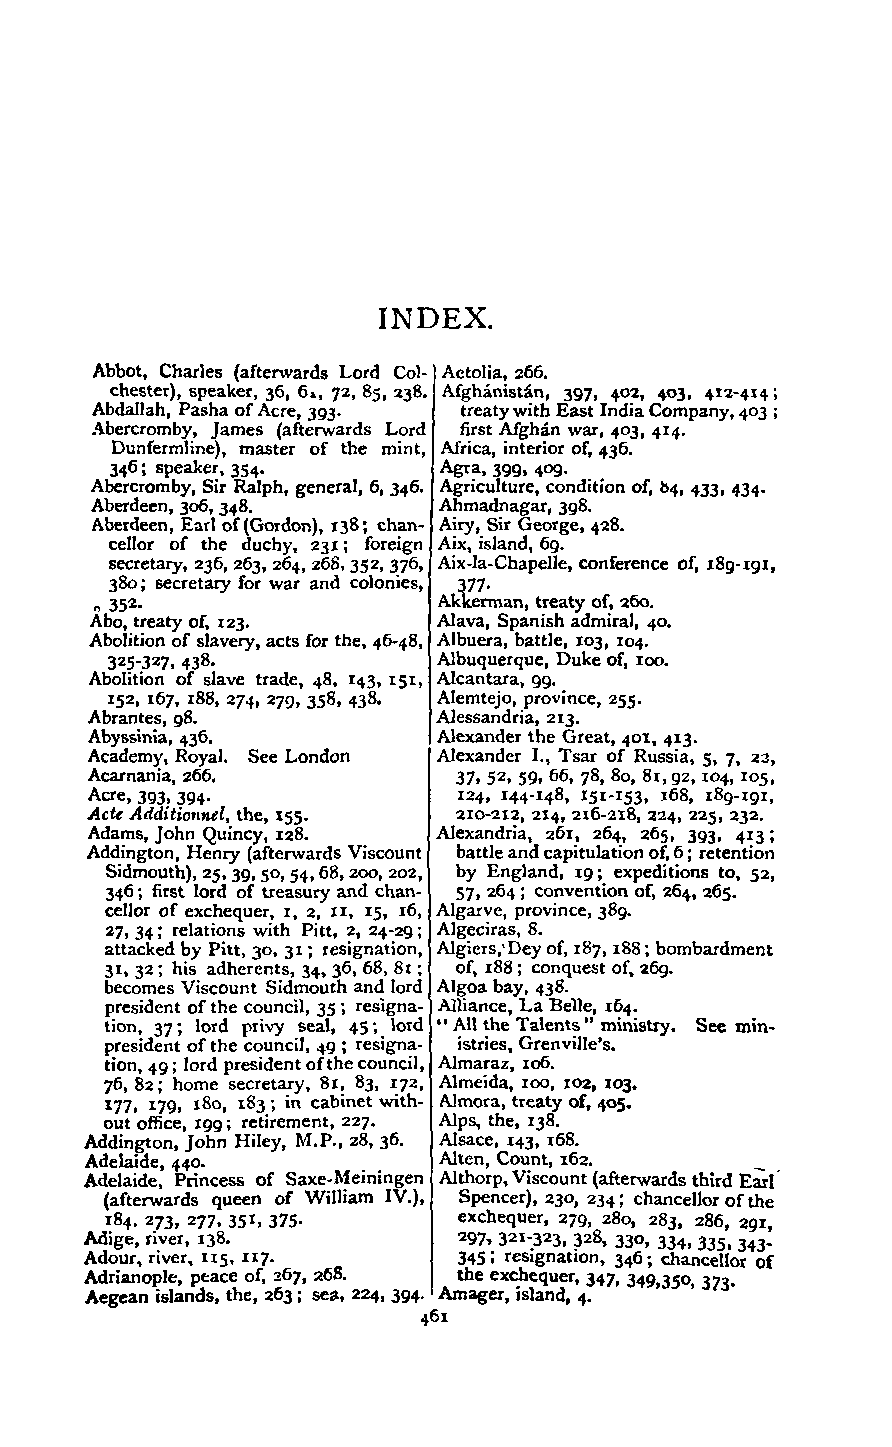 INDEX.
Abbot, Charles (afterwards Lord Col-
chester), speaker, 36, 61, 72, 85, 238.
Abdallah, Pasha of Acre, 393.
Abercromby, James (afterwards Lord
Dunfermline), master of the mint,
346; speaker, 354.
Abercromby, Sir Ralph, general, 6, 346.
Aberdeen, 306, 348.
Aberdeen, Earl of (Gordon), 138; chan-
cellor of the duchy, 231; foreign
secretary, 236, 263, 264, 268, 352, 376,
380; secretary for war and colonies,
352.
Abo, treaty of, 123.
Abolition of slavery, acts for the, 46-48,
325-327, 438.
Abolition of slave trade, 48, 143, 151,
152, 167, 188, 274, 279, 358, 438.
Abrantes, 98.
Abyssinia, 436.
Academy, Royal. See London
Acarnania, 266.
Acre, 393, 394.
Acte Additionnel, the, 155.
Adams, John Quincy, 128.
Addington, Henry (afterwards Viscount
Sidmouth), 25, 39, 50, 54, 68, 200, 202,
346; first lord of treasury and chan-
cellor of exchequer, 1, 2, 11, 15, 16,
27, 34; relations with Pitt, 2, 24-29;
attacked by Pitt, 30, 31; resignation,
31, 32; his adherents, 34, 36, 68, 81;
becomes Viscount Sidmouth and lord
president of the council, 35; resigna-
tion, 37; lord privy seal, 45; lord
president of the council, 49; resigna-
tion, 49; lord president of the council,
76, 82; home secretary, 81, 83, 172,
177, 179, 180, 183; in cabinet with-
out office, 199; retirement, 227.
Addington, John Hiley, M.P., 28, 36.
Adelaide, 440.
Adelaide, Princess of Saxe-Meiningen
(afterwards queen of William IV.),
184, 273, 277, 351, 375.
Adige, river, 138.
Adour, river, 115, 117.
Adrianople, peace of, 267, 268.
Aegean islands, the, 263; sea, 224, 394.
Aetolia, 266.
Afghánistán, 397, 402, 403, 412-414;
treaty with East India Company, 403;
first Afghán war, 403, 414.
Africa, interior of, 436.
Agra, 399, 409.
Agriculture, condition of, 84, 433, 434.
Ahmadnagar, 398.
Airy, Sir George, 428.
Aix, island, 69.
Aix-la-Chapelle, conference of, 189-191,
377.
Akkerman, treaty of, 260.
Alava, Spanish admiral, 40.
Albuera, battle, 103, 104.
Albuquerque, Duke of, 100.
Alcantara, 99.
Alemtejo, province, 255.
Alessandria, 213.
Alexander the Great, 401, 413.
Alexander I., Tsar of Russia, 5, 7, 22,
37, 52, 59, 66, 78, 80, 81, 92, 104, 105,
124, 144-148, 151-153, 168, 189-191,
210-212, 214, 216-218, 224, 225, 232.
Alexandria, 261, 264, 265, 393, 413;
battle and capitulation of, 6; retention
by England, 19; expeditions to, 52,
57, 264; convention of, 264, 265.
Algarve, province, 389.
Algeciras, 8.
Algiers, Dey of, 187, 188; bombardment
of, 188; conquest of, 269.
Algoa bay, 438.
Alliance, La Belle, 164.
"All the Talents" ministry. See min-
istries, Grenville's.
Almaraz, 106.
Almeida, 100, 102, 103.
Almora, treaty of, 405.
Alps, the, 138.
Alsace, 143, 168.
Alten, Count, 162.
Althorp, Viscount (afterwards third Earl
Spencer), 230, 234; chancellor of the
exchequer, 279, 280, 283, 286, 291,
297, 321-323, 328, 330, 334, 335, 343-
345; resignation, 346; chancellor of
the exchequer, 347, 349, 350, 373.
Amager, island, 4.
461